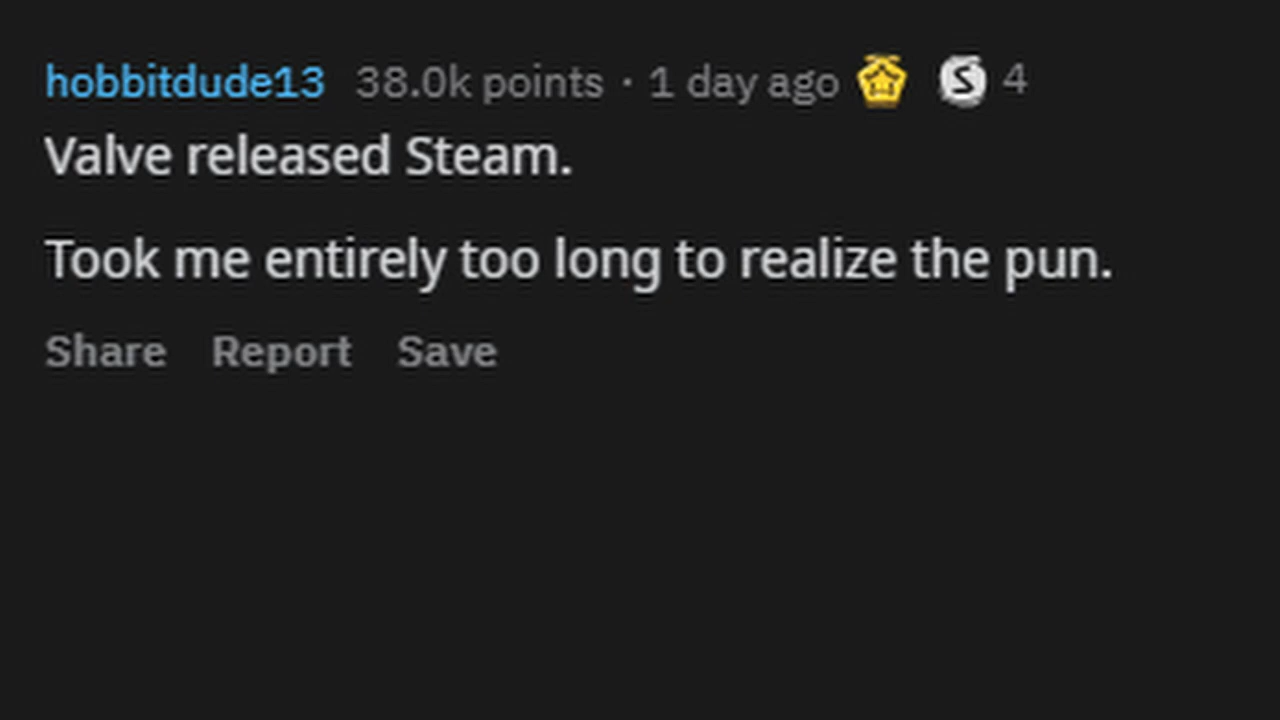 hobbitdude13 38.0k points · 1 day ago S 4
Valve released Steam.
Took me entirely too long to realize the pun.
Share Report Save